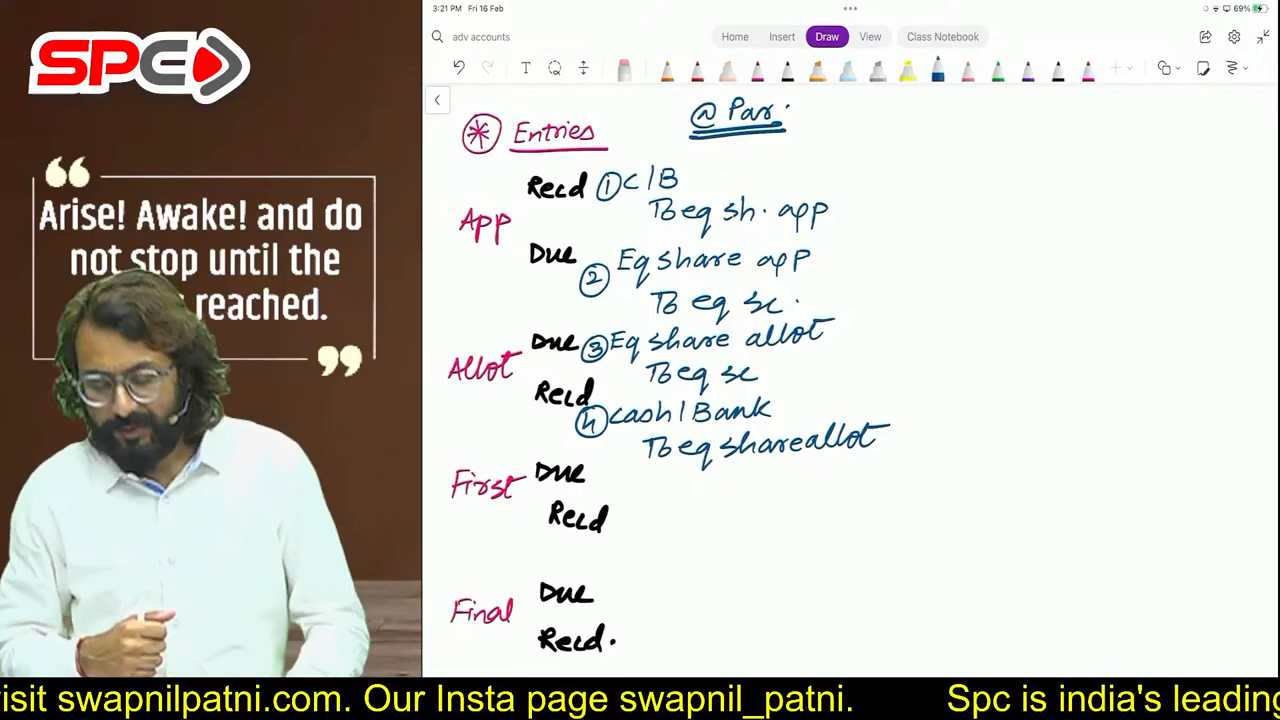 SPC
Arise! Awake! and do
not stop until the
reached.
3:21 PM Fri 16 Feb
69%
adv accounts
Home Insert Draw View Class Notebook
@ Par.
Entries
App
Recd ① C/B
To eq sh. app
Due ② Eq share app
To eq sc.
Allot
Due ③ Eq share allot
To eq sc
Recd ④ cash/Bank
To eq share allot
First
Due
Recd
Final
Due
Recd.
visit swapnilpatni.com. Our Insta page swapnil_patni. Spc is india's leading